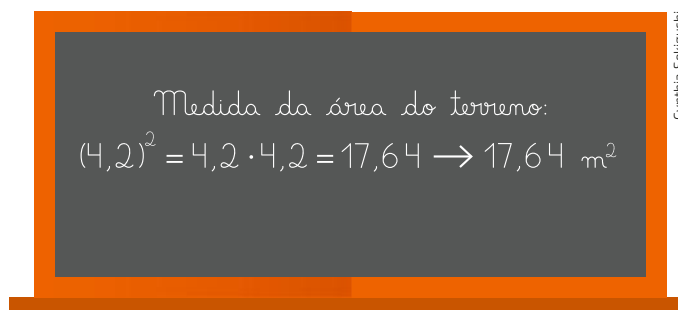 Medida da área do terreno:
(4,2)² = 4,2 · 4,2 = 17,64 → 17,64 m²